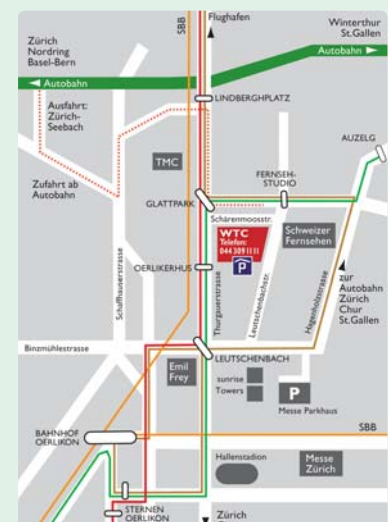 SBB
Flughafen
Winterthur
St.Gallen
Zürich
Nordring
Basel-Bern
Autobahn
Autobahn
Ausfahrt:
Zürich-
Seebach
LINDBERGHPLATZ
AUZELG
TMC
FERNSEH-
STUDIO
Zufahrt ab
Autobahn
GLATTPARK
Schärenmoosstr.
WTC
Telefon:
044 309 11 11
P
Schweizer
Fernsehen
OERLIKERHUS
Schaffhauserstrasse
Thurgauerstrasse
Leutschenbachstr.
Hagenholzstrasse
zur
Autobahn
Zürich
Chur
St.Gallen
Binzmühlestrasse
Emil
Frey
LEUTSCHENBACH
sunrise
Towers
P
Messe Parkhaus
BAHNHOF
OERLIKON
SBB
Hallenstadion
Messe
Zürich
STERNEN
OERLIKON
Zürich